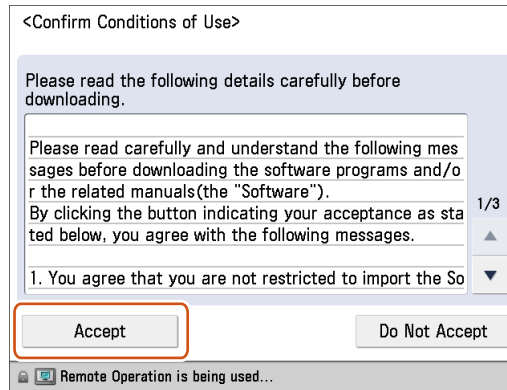 <Confirm Conditions of Use>
Please read the following details carefully before
downloading.
Please read carefully and understand the following mes
sages before downloading the software programs and/o
r the related manuals(the "Software").
By clicking the button indicating your acceptance as sta
ted below, you agree with the following messages.
1. You agree that you are not restricted to import the So
1/3
Accept
Do Not Accept
Remote Operation is being used...